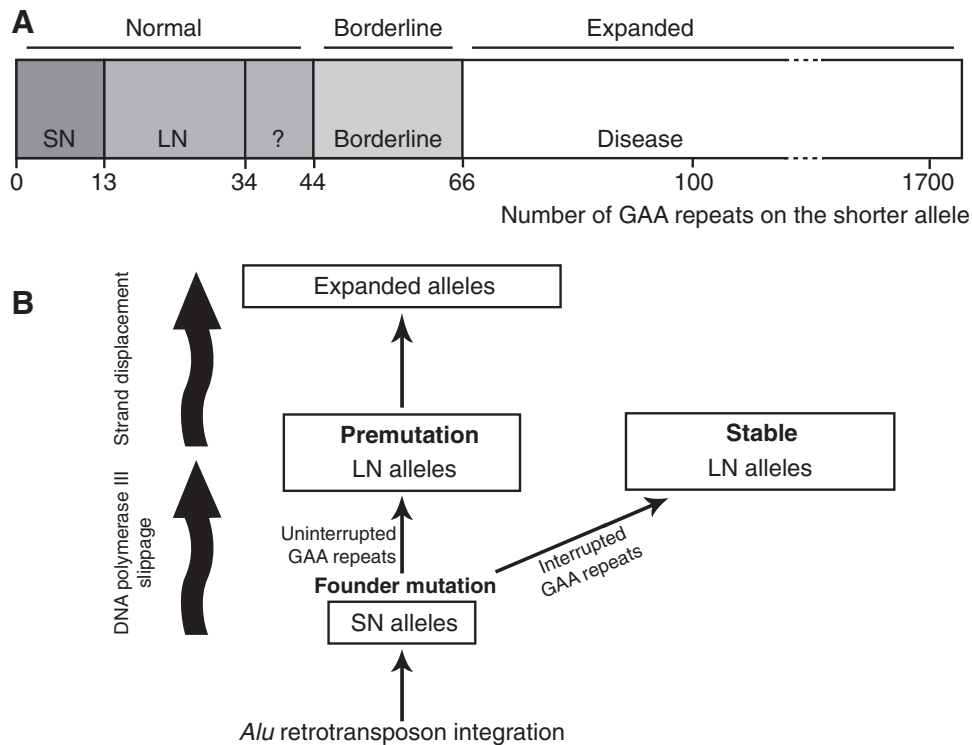 A
Normal Borderline Expanded
SN LN ? Borderline Disease
0 13 34 44 66 100 1700
Number of GAA repeats on the shorter allele
B
Strand displacement
DNA polymerase III
slippage
Expanded alleles
Premutation
LN alleles
Stable
LN alleles
Uninterrupted
GAA repeats
Interrupted
GAA repeats
Founder mutation
SN alleles
Alu retrotransposon integration